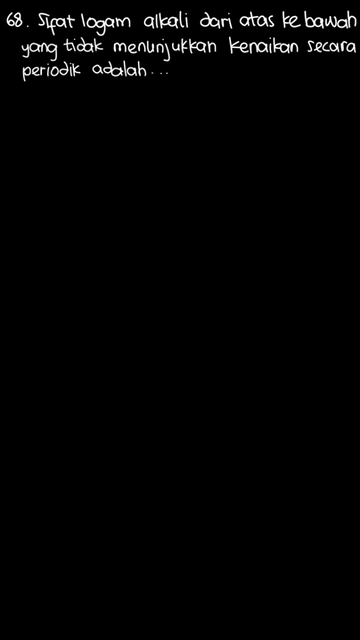 68. Sifat logam alkali dari atas ke bawah
yang tidak menunjukkan kenaikan secara
periodik adalah...